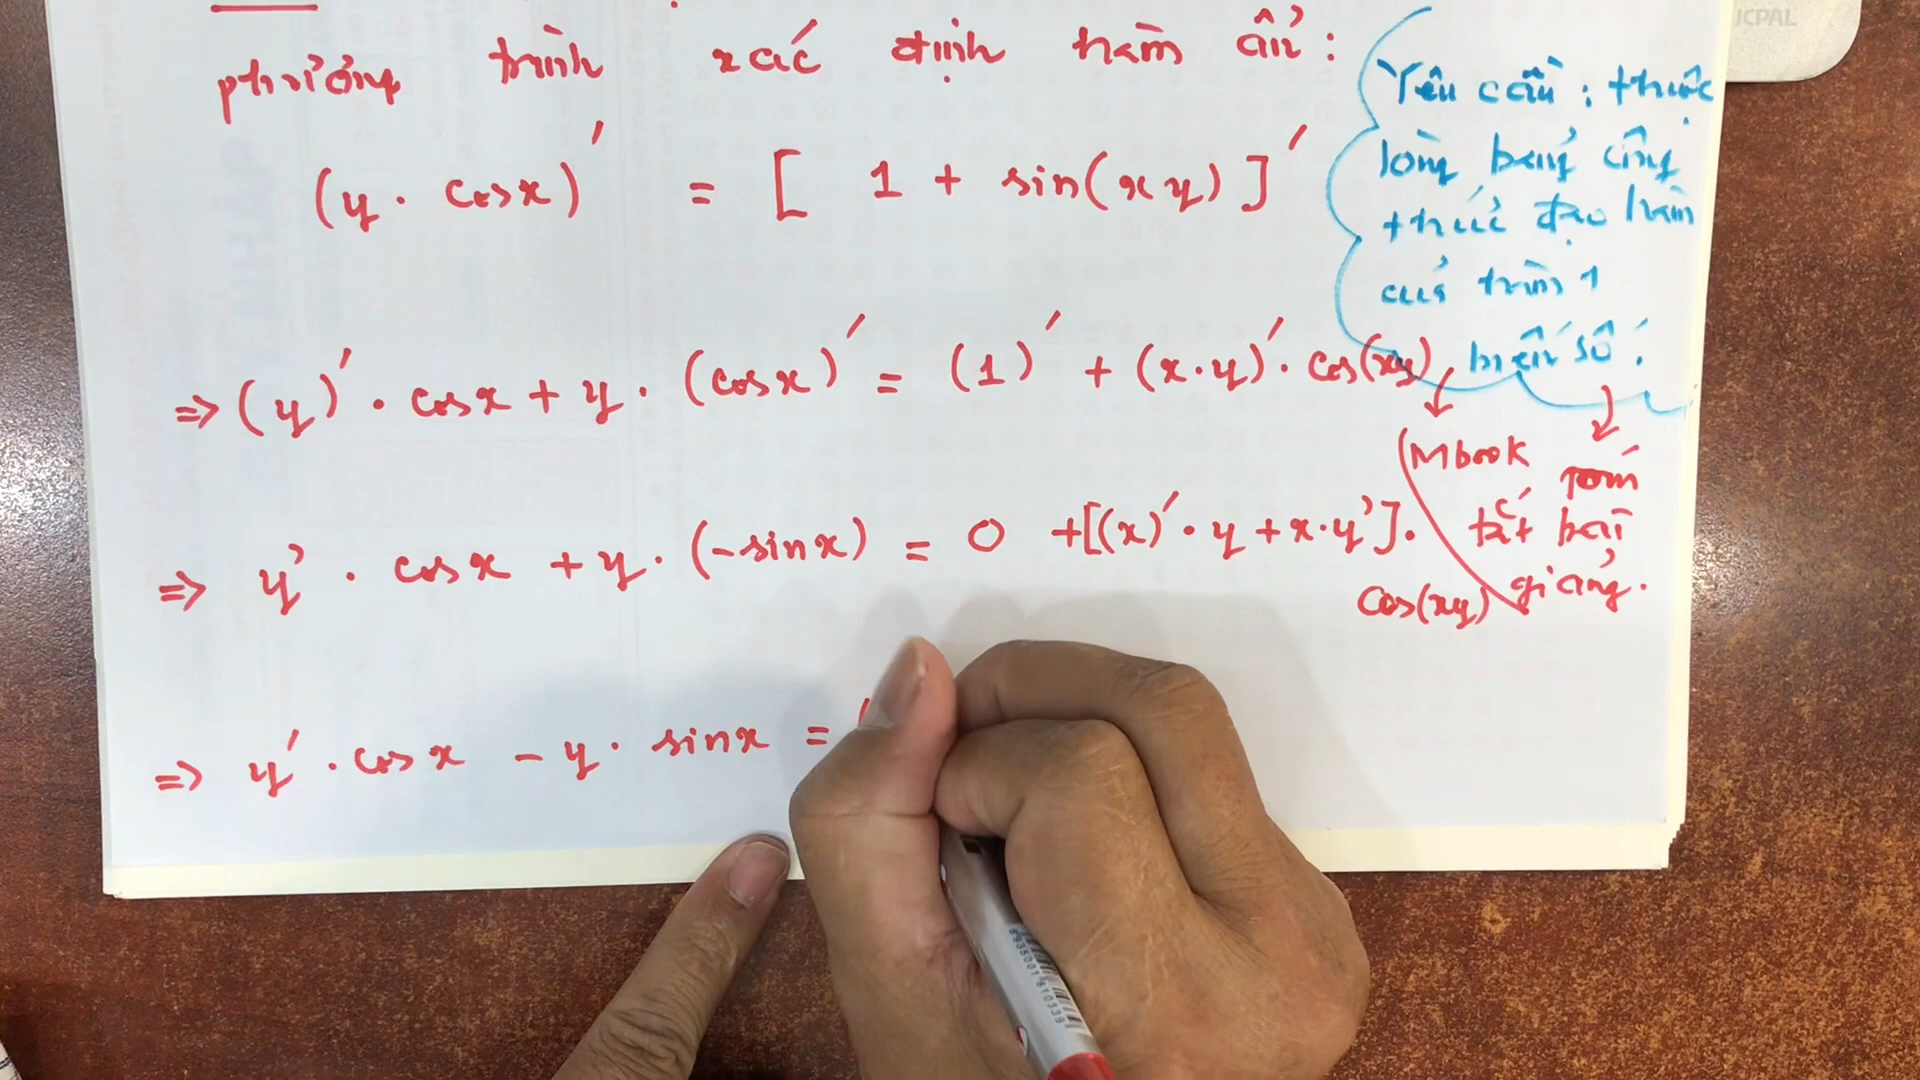 phương trình xác định hàm ẩn:
(y · cosx)' = [ 1 + sin(xy) ]'
⇒ (y)' · cosx + y · (cosx)' = (1)' + (x·y)' · cos(xy)
⇒ y' · cosx + y · (-sinx) = 0 + [(x)' · y + x·y'] ·
cos(xy)
⇒ y' · cosx - y · sinx =
Yêu cầu : thuộc
lòng bảng công
thức đạo hàm
của hàm 1
biến số.
Mbook
tóm
tắt bài
giảng.
JCPAL
8935001810339